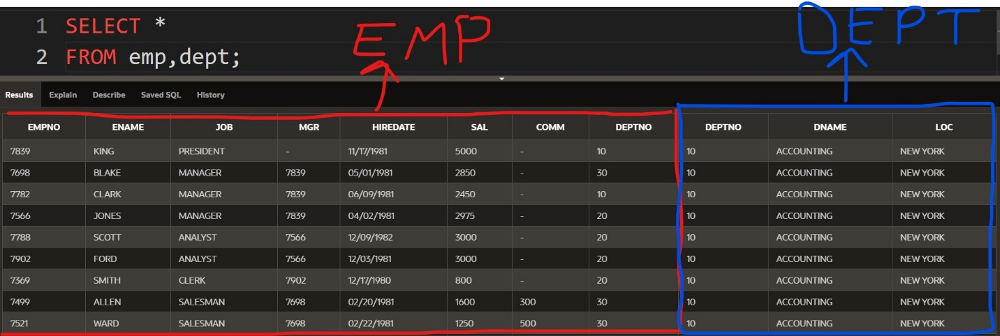 1 SELECT *
2 FROM emp,dept;
EMP
DEPT
Results Explain Describe Saved SQL History
EMPNO ENAME JOB MGR HIREDATE SAL COMM DEPTNO DEPTNO DNAME LOC
7839 KING PRESIDENT - 11/17/1981 5000 - 10 10 ACCOUNTING NEW YORK
7698 BLAKE MANAGER 7839 05/01/1981 2850 - 30 10 ACCOUNTING NEW YORK
7782 CLARK MANAGER 7839 06/09/1981 2450 - 10 10 ACCOUNTING NEW YORK
7566 JONES MANAGER 7839 04/02/1981 2975 - 20 10 ACCOUNTING NEW YORK
7788 SCOTT ANALYST 7566 12/09/1982 3000 - 20 10 ACCOUNTING NEW YORK
7902 FORD ANALYST 7566 12/03/1981 3000 - 20 10 ACCOUNTING NEW YORK
7369 SMITH CLERK 7902 12/17/1980 800 - 20 10 ACCOUNTING NEW YORK
7499 ALLEN SALESMAN 7698 02/20/1981 1600 300 30 10 ACCOUNTING NEW YORK
7521 WARD SALESMAN 7698 02/22/1981 1250 500 30 10 ACCOUNTING NEW YORK